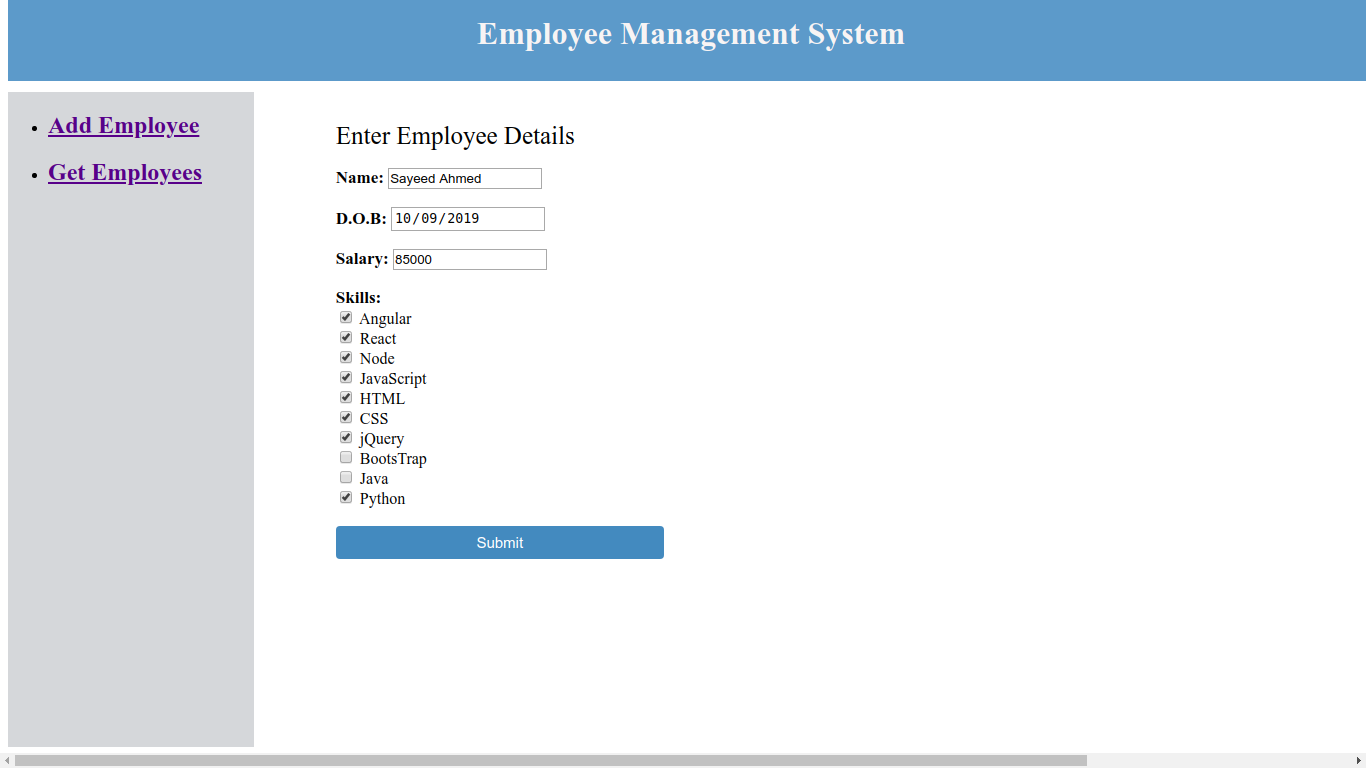 Employee Management System
Add Employee
Get Employees
Enter Employee Details
Name: Sayeed Ahmed
D.O.B: 10/09/2019
Salary: 85000
Skills:
Angular
React
Node
JavaScript
HTML
CSS
jQuery
BootsTrap
Java
Python
Submit